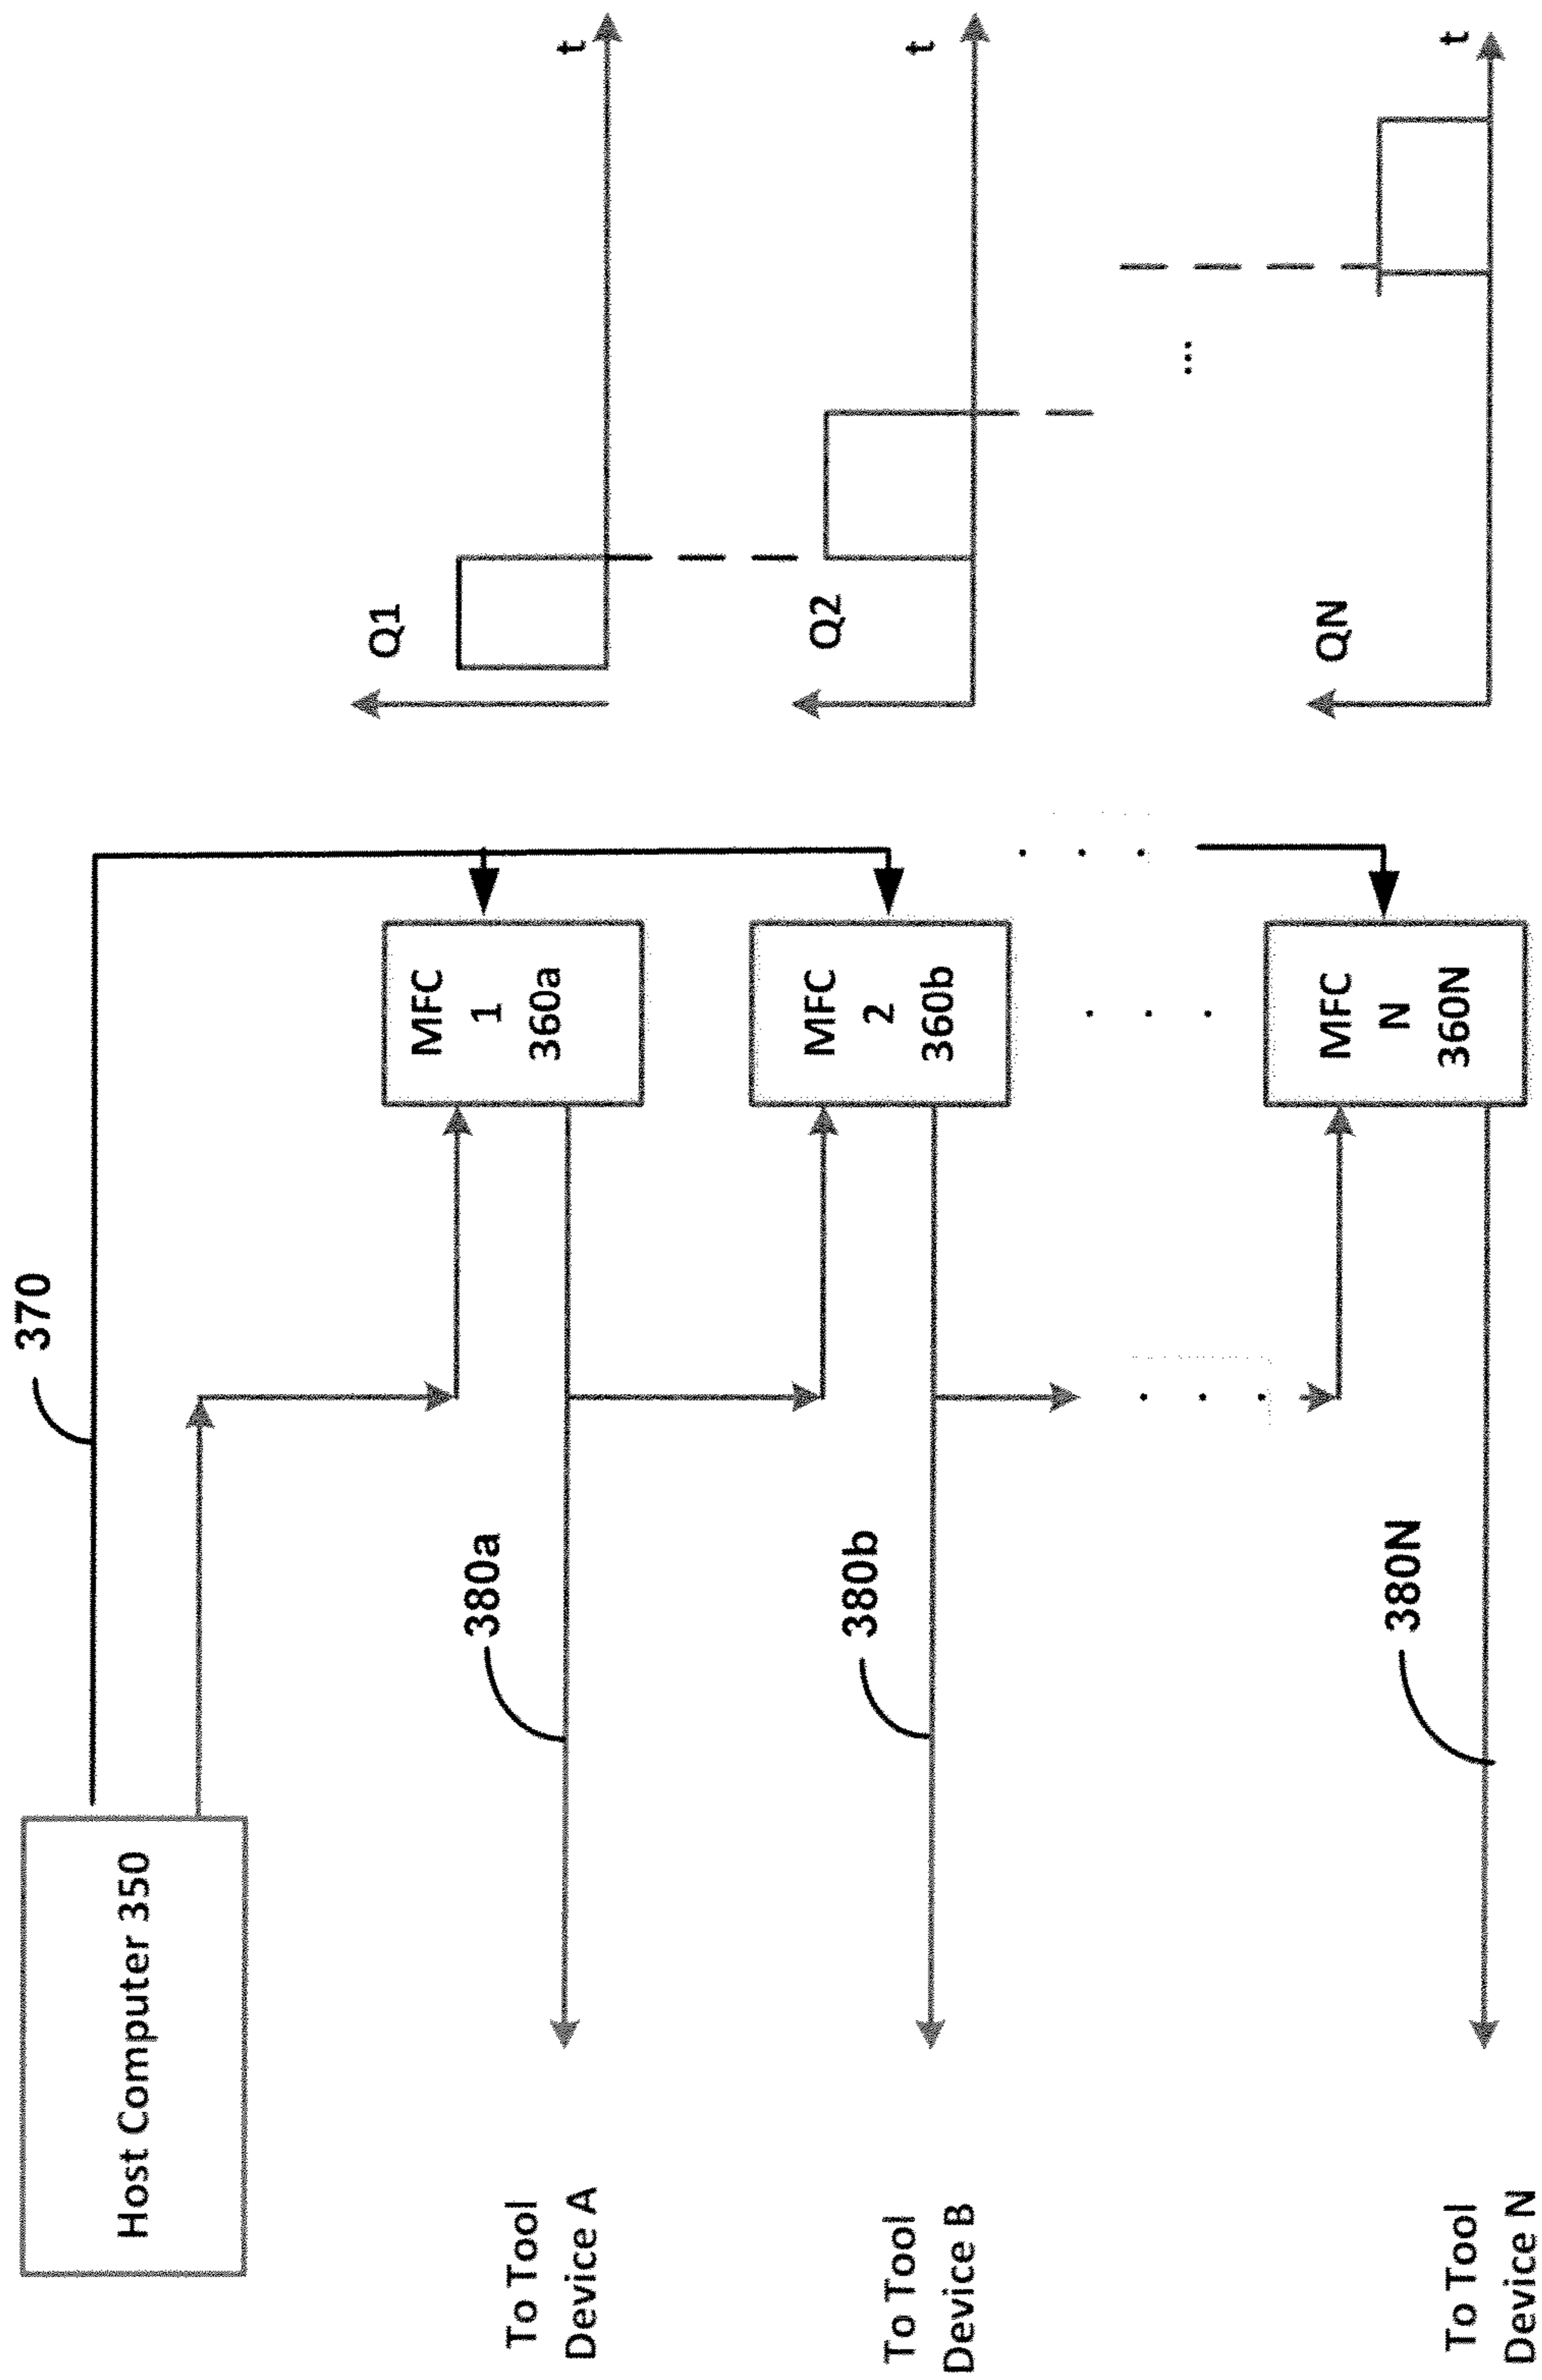 Host Computer 350
370
To Tool
Device A
380a
MFC
1
360a
Q1
t
To Tool
Device B
380b
MFC
2
360b
Q2
t
...
To Tool
Device N
380N
MFC
N
360N
QN
t